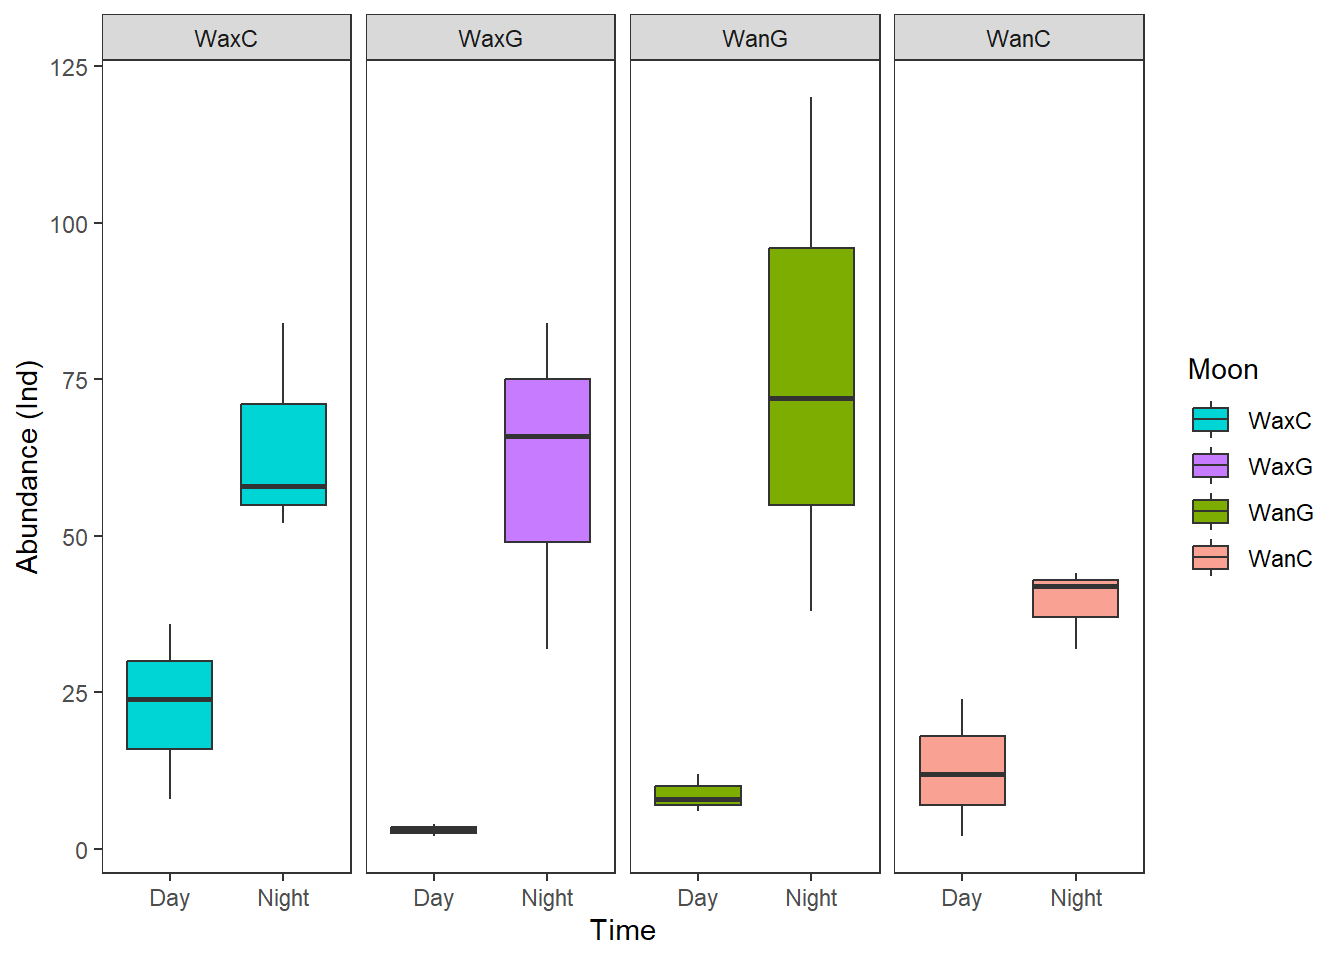 WaxC WaxG WanG WanC
125
100
75
50
25
0
Abundance (Ind)
Day Night Day Night Day Night Day Night
Time
Moon
WaxC
WaxG
WanG
WanC